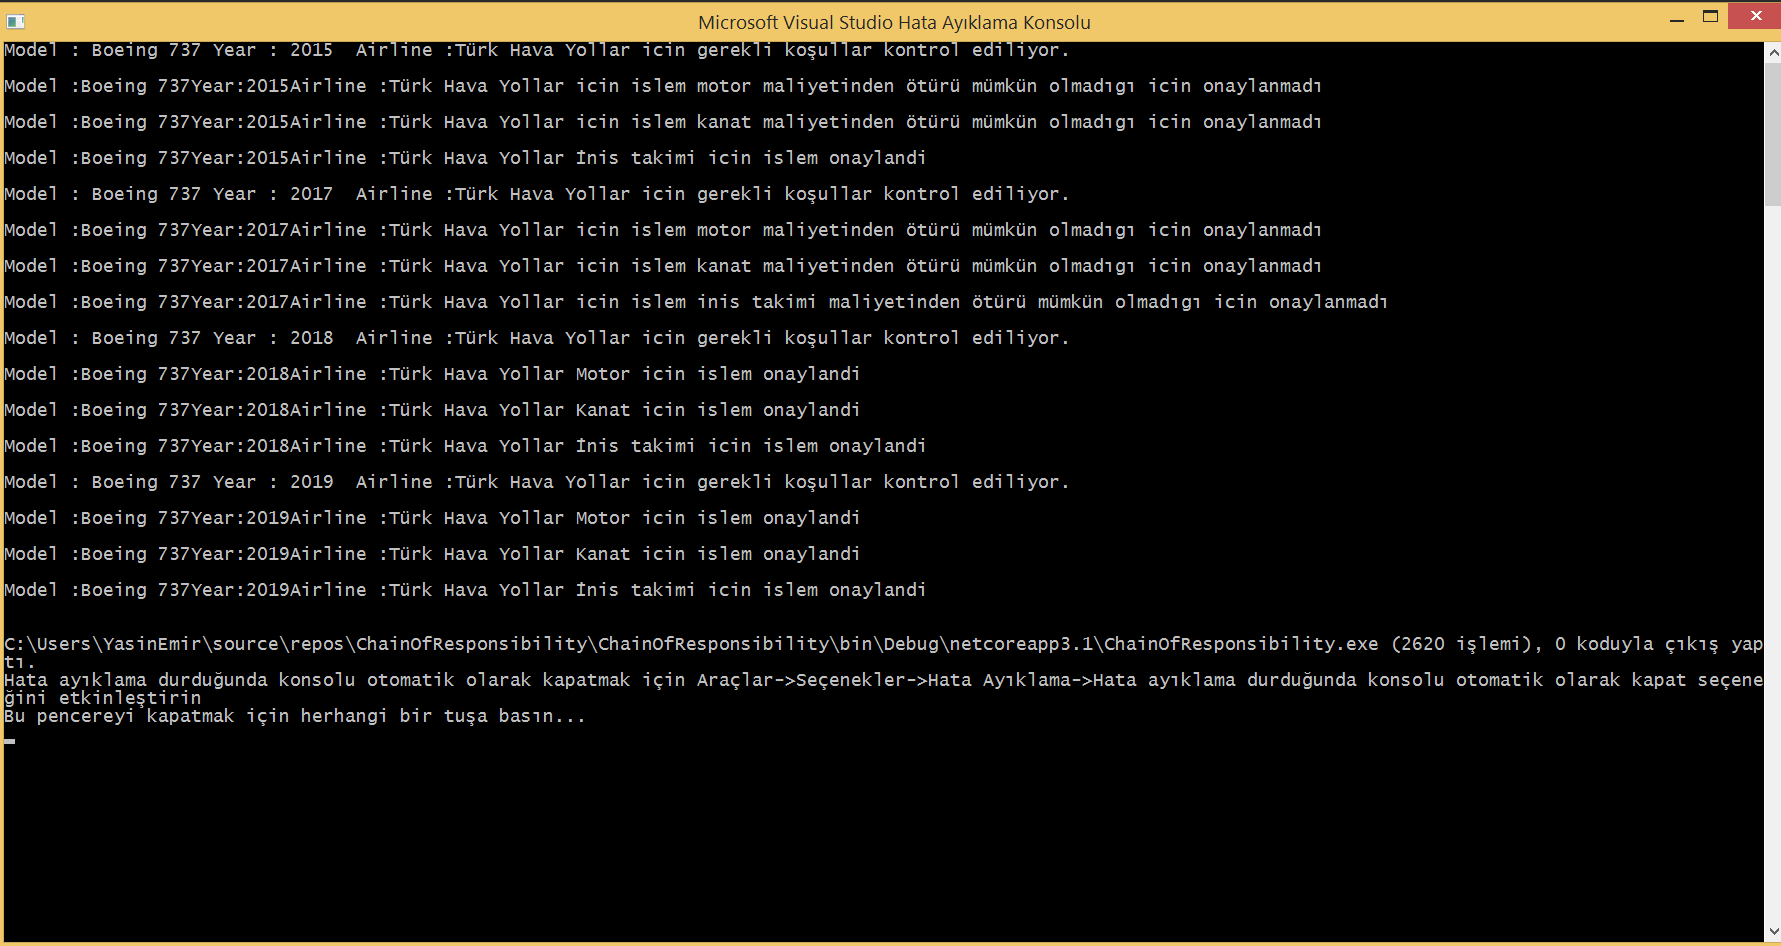 Microsoft Visual Studio Hata Ayıklama Konsolu
Model : Boeing 737 Year : 2015  Airline :Türk Hava Yollar icin gerekli koşullar kontrol ediliyor.
Model :Boeing 737Year:2015Airline :Türk Hava Yollar icin islem motor maliyetinden ötürü mümkün olmadıgı icin onaylanmadı
Model :Boeing 737Year:2015Airline :Türk Hava Yollar icin islem kanat maliyetinden ötürü mümkün olmadıgı icin onaylanmadı
Model :Boeing 737Year:2015Airline :Türk Hava Yollar İnis takimi icin islem onaylandi
Model : Boeing 737 Year : 2017  Airline :Türk Hava Yollar icin gerekli koşullar kontrol ediliyor.
Model :Boeing 737Year:2017Airline :Türk Hava Yollar icin islem motor maliyetinden ötürü mümkün olmadıgı icin onaylanmadı
Model :Boeing 737Year:2017Airline :Türk Hava Yollar icin islem kanat maliyetinden ötürü mümkün olmadıgı icin onaylanmadı
Model :Boeing 737Year:2017Airline :Türk Hava Yollar icin islem inis takimi maliyetinden ötürü mümkün olmadıgı icin onaylanmadı
Model : Boeing 737 Year : 2018  Airline :Türk Hava Yollar icin gerekli koşullar kontrol ediliyor.
Model :Boeing 737Year:2018Airline :Türk Hava Yollar Motor icin islem onaylandi
Model :Boeing 737Year:2018Airline :Türk Hava Yollar Kanat icin islem onaylandi
Model :Boeing 737Year:2018Airline :Türk Hava Yollar İnis takimi icin islem onaylandi
Model : Boeing 737 Year : 2019  Airline :Türk Hava Yollar icin gerekli koşullar kontrol ediliyor.
Model :Boeing 737Year:2019Airline :Türk Hava Yollar Motor icin islem onaylandi
Model :Boeing 737Year:2019Airline :Türk Hava Yollar Kanat icin islem onaylandi
Model :Boeing 737Year:2019Airline :Türk Hava Yollar İnis takimi icin islem onaylandi
C:\Users\YasinEmir\source\repos\ChainOfResponsibility\ChainOfResponsibility\bin\Debug\netcoreapp3.1\ChainOfResponsibility.exe (2620 işlemi), 0 koduyla çıkış yap
tı.
Hata ayıklama durduğunda konsolu otomatik olarak kapatmak için Araçlar->Seçenekler->Hata Ayıklama->Hata ayıklama durduğunda konsolu otomatik olarak kapat seçene
ğini etkinleştirin
Bu pencereyi kapatmak için herhangi bir tuşa basın...